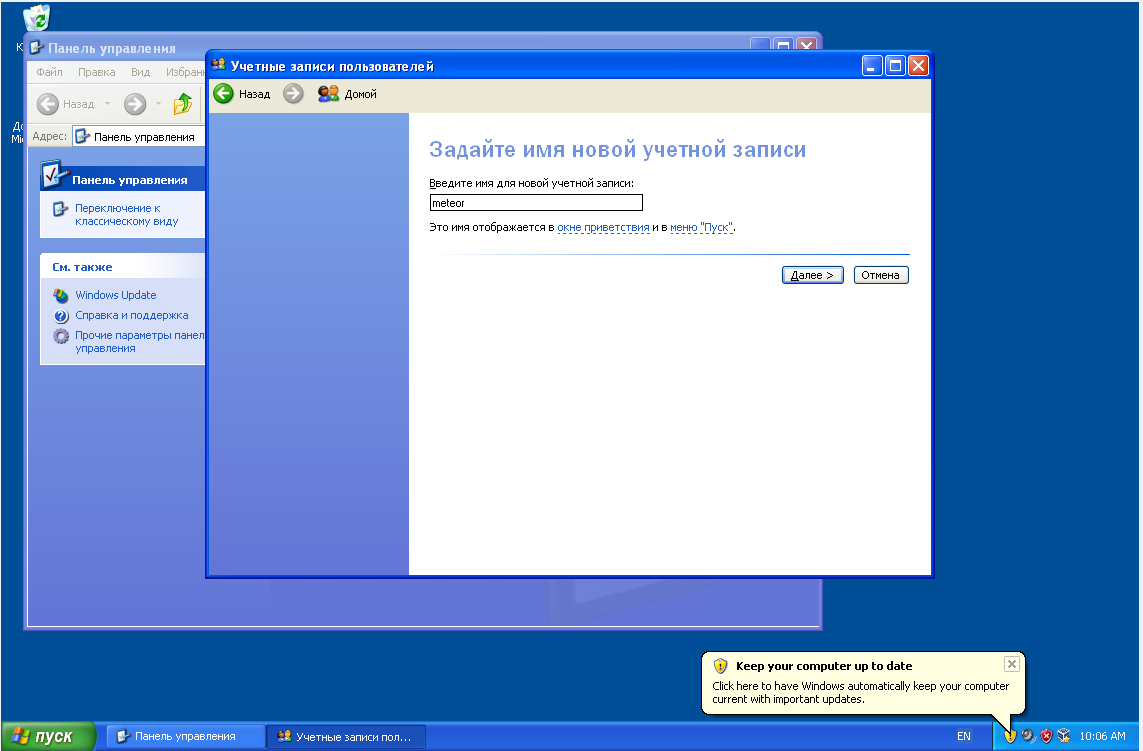 Панель управления
Файл Правка Вид
Назад
Адрес: Панель управления
Панель управления
Переключение к
классическому виду
См. также
Windows Update
Справка и поддержка
Прочие параметры
управления
Учетные записи пользователей
Назад Домой
Задайте имя новой учетной записи
Введите имя для новой учетной записи:
meteor
Это имя отображается в окне приветствия и в меню "Пуск".
Далее > Отмена
Keep your computer up to date
Click here to have Windows automatically keep your computer
current with important updates.
пуск Панель управления Учетные записи пол... EN 10:06 AM